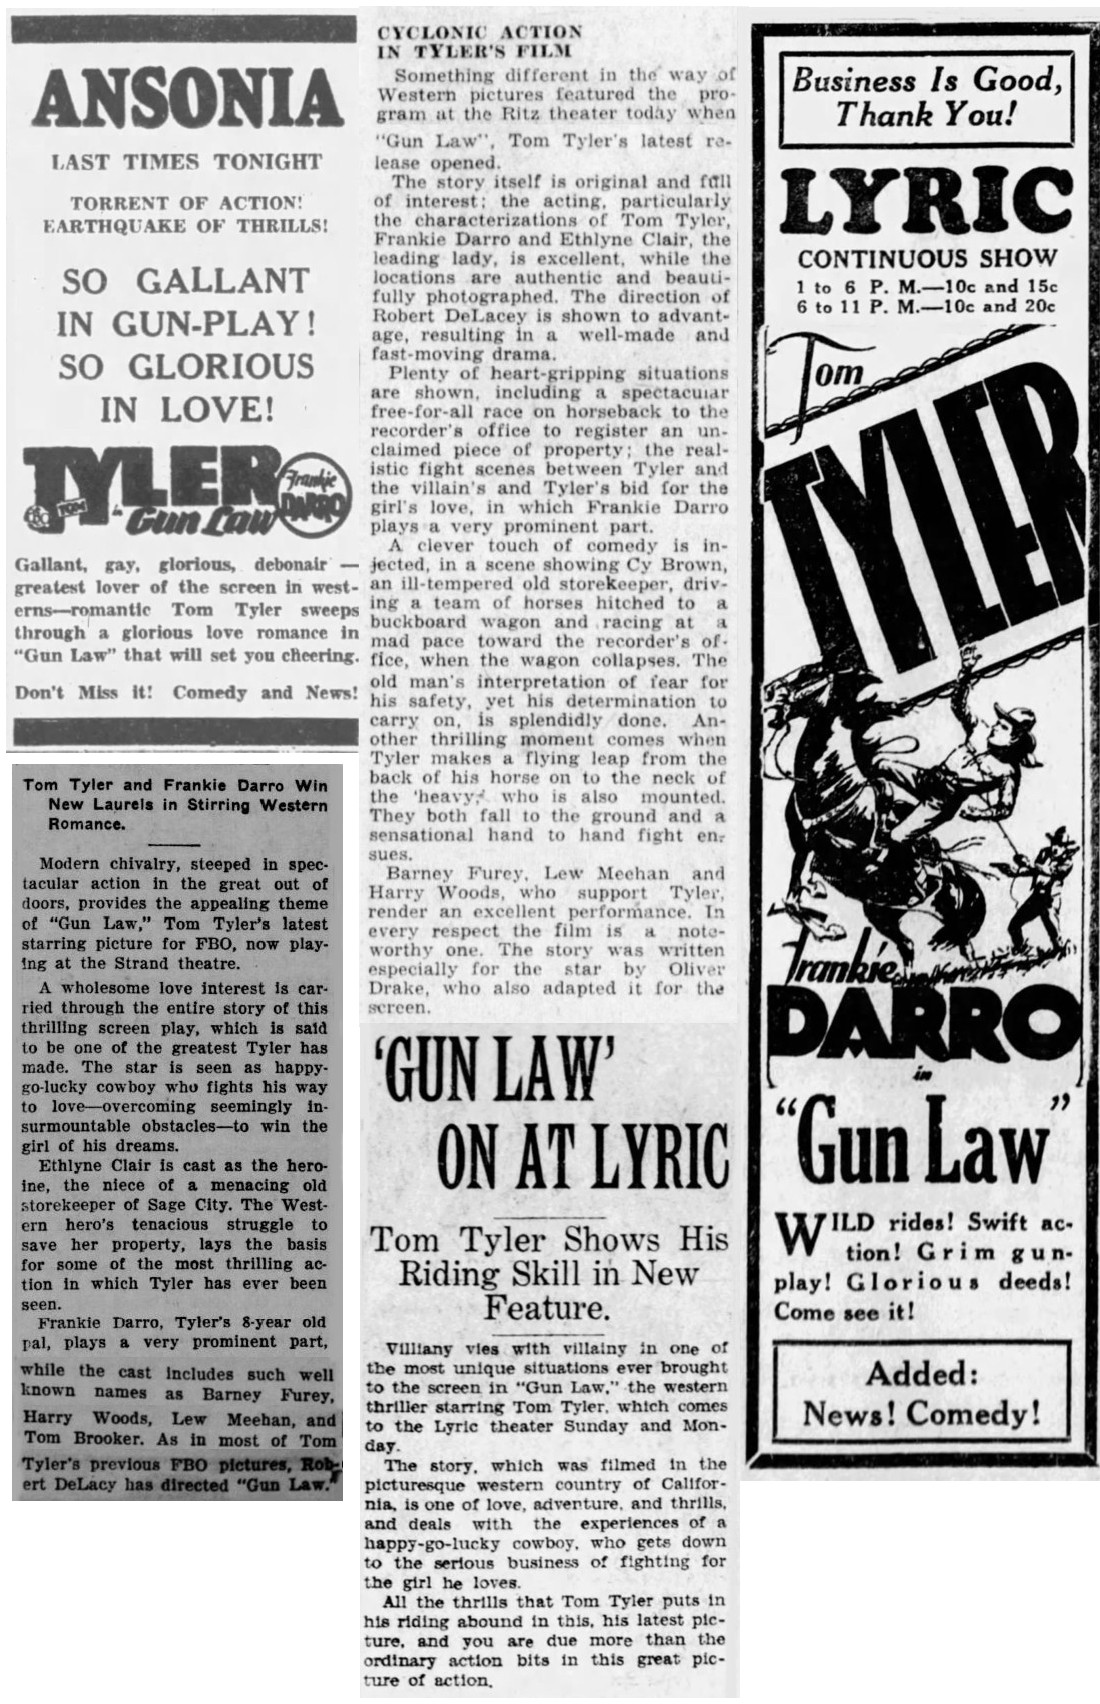 ANSONIA
LAST TIMES TONIGHT
TORRENT OF ACTION!
EARTHQUAKE OF THRILLS!
SO GALLANT
IN GUN-PLAY!
SO GLORIOUS
IN LOVE!
TOM TYLER
in Gun Law
Frankie
DARRO
FBO
Gallant, gay, glorious, debonair —
greatest lover of the screen in west-
erns—romantic Tom Tyler sweeps
through a glorious love romance in
"Gun Law" that will set you cheering.
Don't Miss it! Comedy and News!
Tom Tyler and Frankie Darro Win
New Laurels in Stirring Western
Romance.
Modern chivalry, steeped in spec-
tacular action in the great out of
doors, provides the appealing theme
of "Gun Law," Tom Tyler's latest
starring picture for FBO, now play-
ing at the Strand theatre.
A wholesome love interest is car-
ried through the entire story of this
thrilling screen play, which is said
to be one of the greatest Tyler has
made. The star is seen as happy-
go-lucky cowboy who fights his way
to love—overcoming seemingly in-
surmountable obstacles—to win the
girl of his dreams.
Ethlyne Clair is cast as the hero-
ine, the niece of a menacing old
storekeeper of Sage City. The West-
ern hero's tenacious struggle to
save her property, lays the basis
for some of the most thrilling ac-
tion in which Tyler has ever been
seen.
Frankie Darro, Tyler's 8-year old
pal, plays a very prominent part,
while the cast includes such well
known names as Barney Furey,
Harry Woods, Lew Meehan, and
Tom Brooker. As in most of Tom
Tyler's previous FBO pictures, Rob-
ert DeLacy has directed "Gun Law."
CYCLONIC ACTION
IN TYLER'S FILM
Something different in the way of
Western pictures featured the pro-
gram at the Ritz theater today when
"Gun Law", Tom Tyler's latest re-
lease opened.
The story itself is original and full
of interest; the acting, particularly
the characterizations of Tom Tyler,
Frankie Darro and Ethlyne Clair, the
leading lady, is excellent, while the
locations are authentic and beauti-
fully photographed. The direction of
Robert DeLacey is shown to advant-
age, resulting in a well-made and
fast-moving drama.
Plenty of heart-gripping situations
are shown, including a spectacular
free-for-all race on horseback to the
recorder's office to register an un-
claimed piece of property; the real-
istic fight scenes between Tyler and
the villain's and Tyler's bid for the
girl's love, in which Frankie Darro
plays a very prominent part.
A clever touch of comedy is in-
jected, in a scene showing Cy Brown,
an ill-tempered old storekeeper, driv-
ing a team of horses hitched to a
buckboard wagon and racing at a
mad pace toward the recorder's of-
fice, when the wagon collapses. The
old man's interpretation of fear for
his safety, yet his determination to
carry on, is splendidly done. An-
other thrilling moment comes when
Tyler makes a flying leap from the
back of his horse on to the neck of
the 'heavy,' who is also mounted.
They both fall to the ground and a
sensational hand to hand fight en-
sues.
Barney Furey, Lew Meehan and
Harry Woods, who support Tyler,
render an excellent performance. In
every respect the film is a note-
worthy one. The story was written
especially for the star by Oliver
Drake, who also adapted it for the
screen.
'GUN LAW'
ON AT LYRIC
Tom Tyler Shows His
Riding Skill in New
Feature.
Villiany vies with villainy in one of
the most unique situations ever brought
to the screen in "Gun Law," the western
thriller starring Tom Tyler, which comes
to the Lyric theater Sunday and Mon-
day.
The story, which was filmed in the
picturesque western country of Califor-
nia, is one of love, adventure, and thrills,
and deals with the experiences of a
happy-go-lucky cowboy, who gets down
to the serious business of fighting for
the girl he loves.
All the thrills that Tom Tyler puts in
his riding abound in this, his latest pic-
ture, and you are due more than the
ordinary action bits in this great pic-
ture of action.
Business Is Good,
Thank You!
LYRIC
CONTINUOUS SHOW
1 to 6 P. M.—10c and 15c
6 to 11 P. M.—10c and 20c
Tom
TYLER
Frankie
DARRO
in
"Gun Law"
WILD rides! Swift ac-
tion! Grim gun-
play! Glorious deeds!
Come see it!
Added:
News! Comedy!